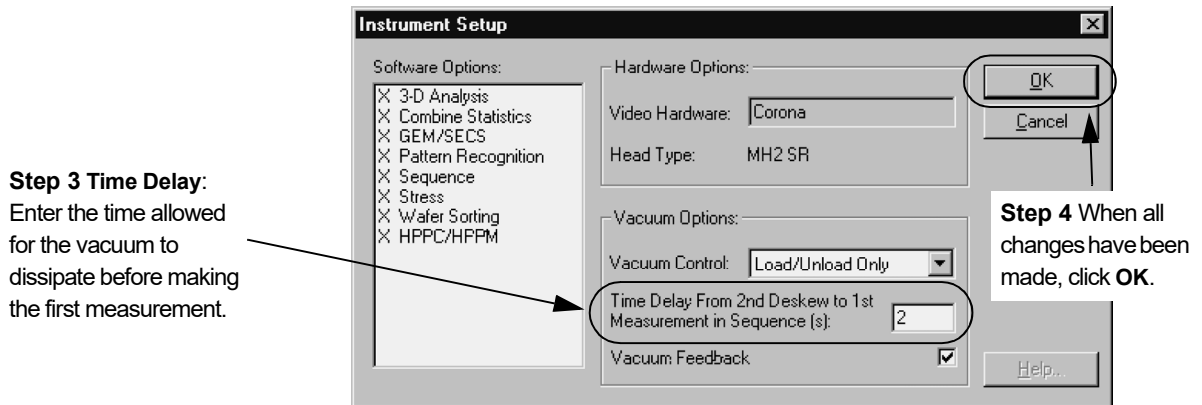 Instrument Setup
Software Options:
X 3-D Analysis
X Combine Statistics
X GEM/SECS
X Pattern Recognition
X Sequence
X Stress
X Wafer Sorting
X HPPC/HPPM
Hardware Options:
Video Hardware: Corona
Head Type: MH2 SR
Vacuum Options:
Vacuum Control: Load/Unload Only
Time Delay From 2nd Deskew to 1st
Measurement in Sequence (s): 2
Vacuum Feedback
OK
Cancel
Help...
Step 3 Time Delay:
Enter the time allowed
for the vacuum to
dissipate before making
the first measurement.
Step 4 When all
changes have been
made, click OK.